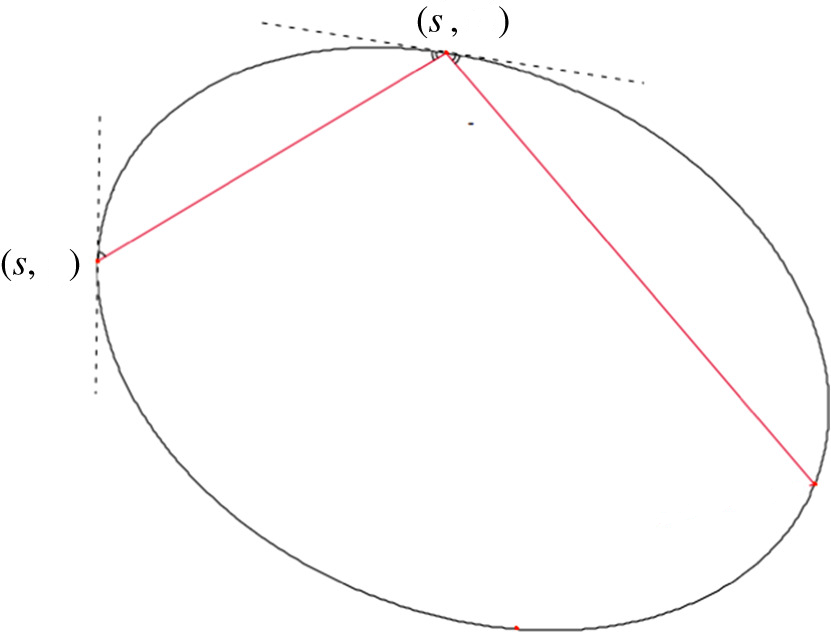 (s, )
(s, )